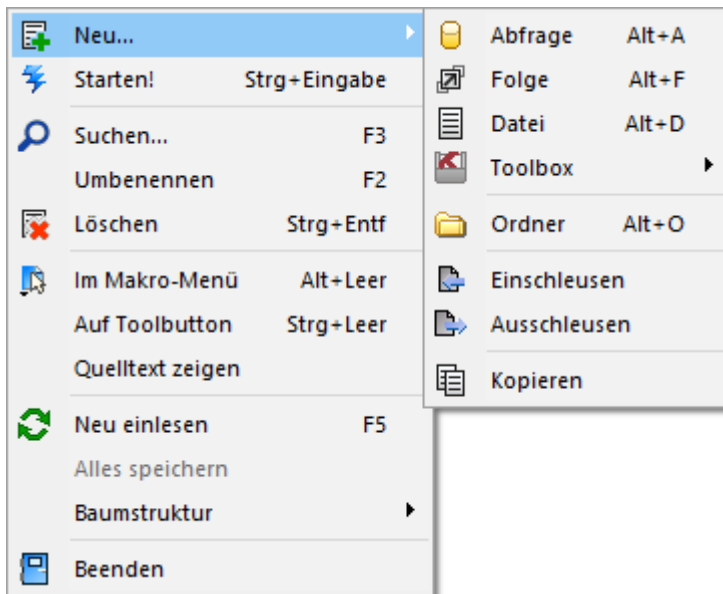 Neu...
Starten! Strg+Eingabe
Suchen... F3
Umbenennen F2
Löschen Strg+Entf
Im Makro-Menü Alt+Leer
Auf Toolbutton Strg+Leer
Quelltext zeigen
Neu einlesen F5
Alles speichern
Baumstruktur
Beenden
Abfrage Alt+A
Folge Alt+F
Datei Alt+D
Toolbox
Ordner Alt+O
Einschleusen
Ausschleusen
Kopieren